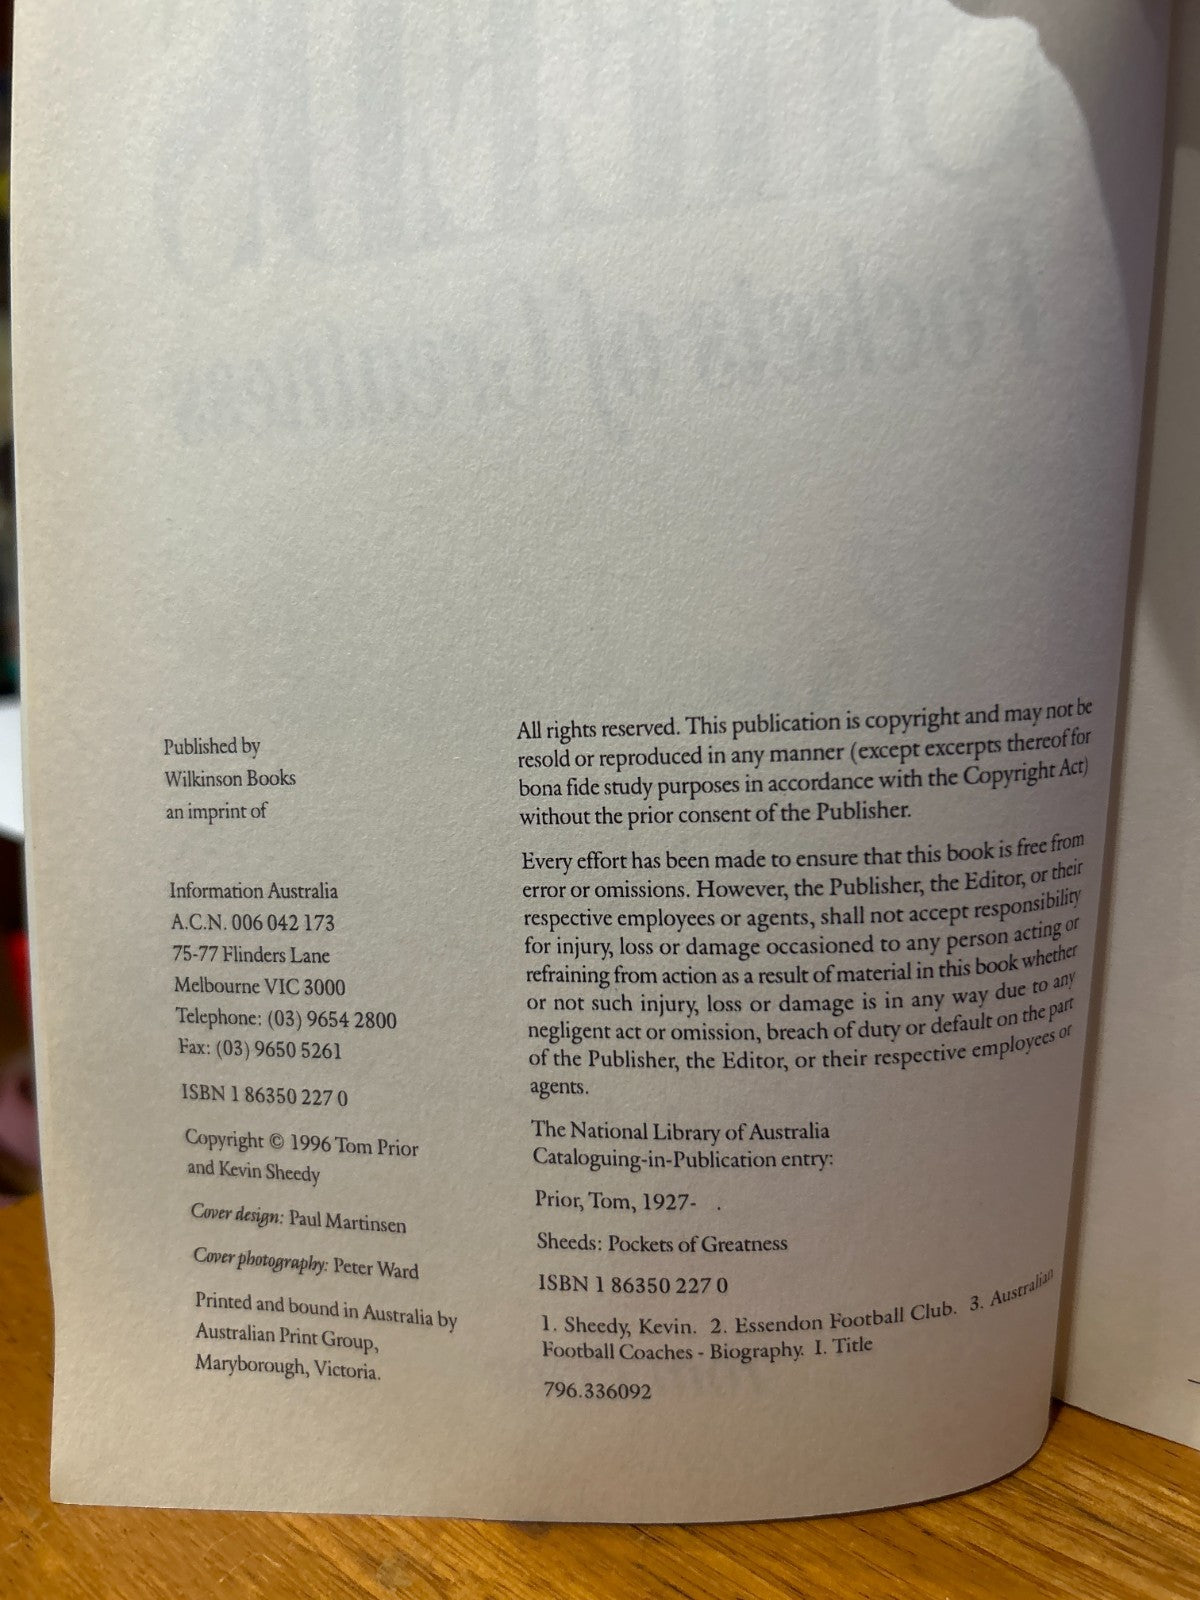 Published by
Wilkinson Books
an imprint of
Information Australia
A.C.N. 006 042 173
75-77 Flinders Lane
Melbourne VIC 3000
Telephone: (03) 9654 2800
Fax: (03) 9650 5261
ISBN 1 86350 227 0
Copyright © 1996 Tom Prior
and Kevin Sheedy
Cover design: Paul Martinsen
Cover photography: Peter Ward
Printed and bound in Australia by
Australian Print Group,
Maryborough, Victoria.
All rights reserved. This publication is copyright and may not be
resold or reproduced in any manner (except excerpts thereof for
bona fide study purposes in accordance with the Copyright Act)
without the prior consent of the Publisher.
Every effort has been made to ensure that this book is free from
error or omissions. However, the Publisher, the Editor, or their
respective employees or agents, shall not accept responsibility
for injury, loss or damage occasioned to any person acting or
refraining from action as a result of material in this book whether
or not such injury, loss or damage is in any way due to any
negligent act or omission, breach of duty or default on the part
of the Publisher, the Editor, or their respective employees or
agents.
The National Library of Australia
Cataloguing-in-Publication entry:
Prior, Tom, 1927- .
Sheeds: Pockets of Greatness
ISBN 1 86350 227 0
1. Sheedy, Kevin. 2. Essendon Football Club. 3. Australian
Football Coaches - Biography. I. Title
796.336092